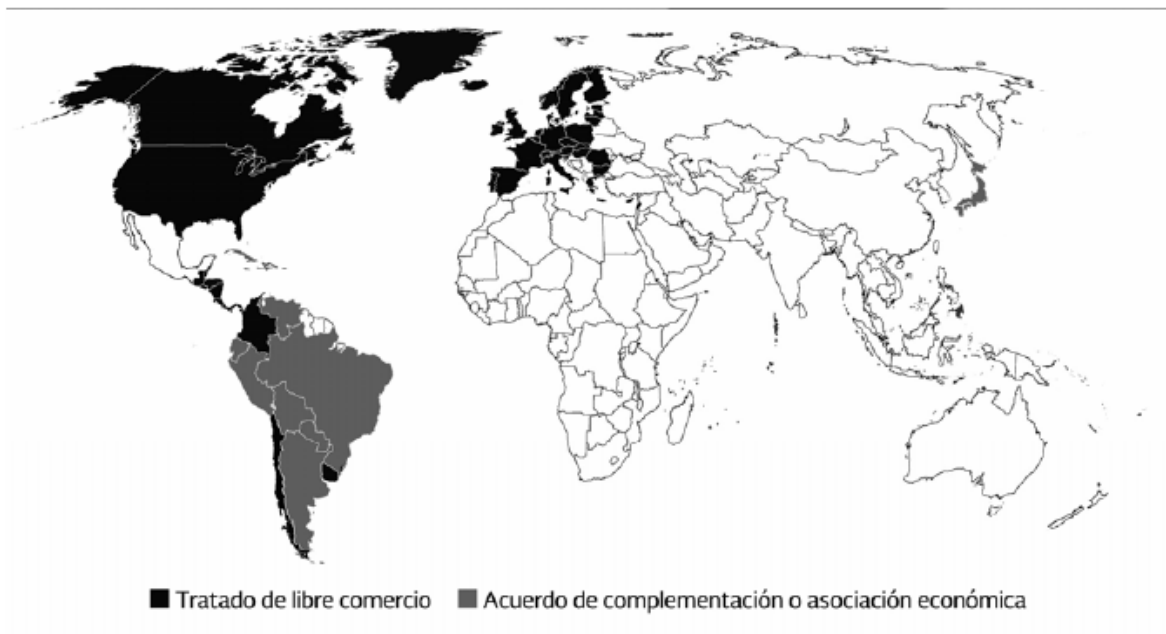 Tratado de libre comercio
Acuerdo de complementación o asociación económica